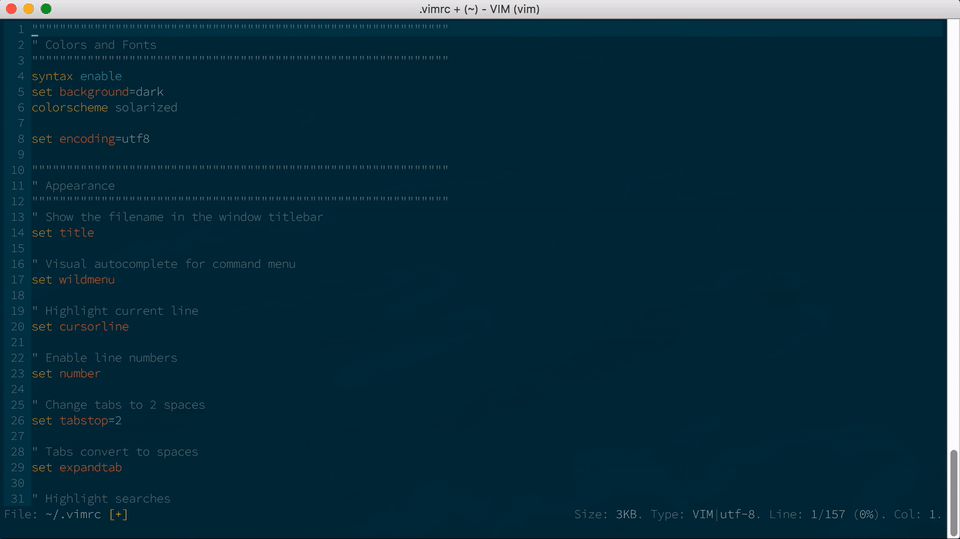 .vimrc + (~) - VIM (vim)
1 """"""""""""""""""""""""""""""""""""""""""""""""""""""""""""
2 " Colors and Fonts
3 """"""""""""""""""""""""""""""""""""""""""""""""""""""""""""
4 syntax enable
5 set background=dark
6 colorscheme solarized
7
8 set encoding=utf8
9
10 """"""""""""""""""""""""""""""""""""""""""""""""""""""""""""
11 " Appearance
12 """"""""""""""""""""""""""""""""""""""""""""""""""""""""""""
13 " Show the filename in the window titlebar
14 set title
15
16 " Visual autocomplete for command menu
17 set wildmenu
18
19 " Highlight current line
20 set cursorline
21
22 " Enable line numbers
23 set number
24
25 " Change tabs to 2 spaces
26 set tabstop=2
27
28 " Tabs convert to spaces
29 set expandtab
30
31 " Highlight searches
File: ~/.vimrc [+] Size: 3KB. Type: VIM|utf-8. Line: 1/157 (0%). Col: 1.